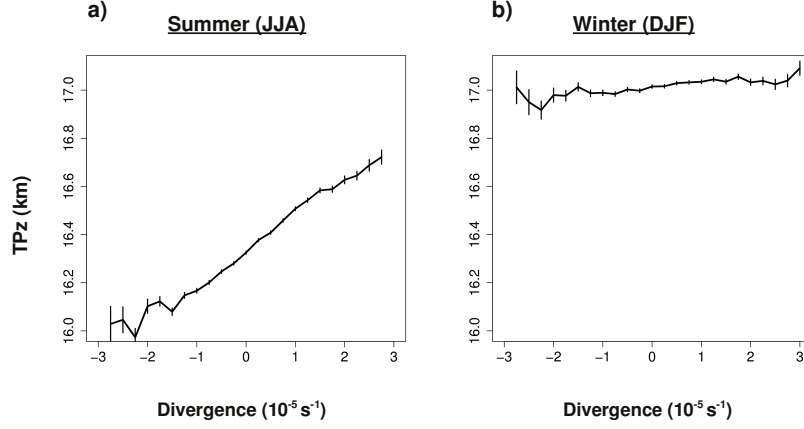 a)
Summer (JJA)
b)
Winter (DJF)
TPz (km)
17.0
16.8
16.6
16.4
16.2
16.0
−3 −2 −1 0 1 2 3
Divergence (10⁻⁵ s⁻¹)
17.0
16.8
16.6
16.4
16.2
16.0
−3 −2 −1 0 1 2 3
Divergence (10⁻⁵ s⁻¹)